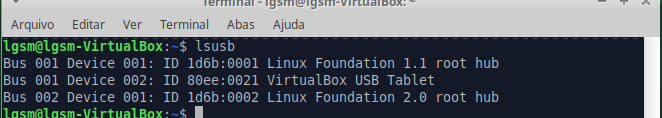 Terminal - lgsm@lgsm-VirtualBox: ~
Arquivo Editar Ver Terminal Abas Ajuda
lgsm@lgsm-VirtualBox:~$ lsusb
Bus 001 Device 001: ID 1d6b:0001 Linux Foundation 1.1 root hub
Bus 001 Device 002: ID 80ee:0021 VirtualBox USB Tablet
Bus 002 Device 001: ID 1d6b:0002 Linux Foundation 2.0 root hub
lgsm@lgsm-VirtualBox:~$